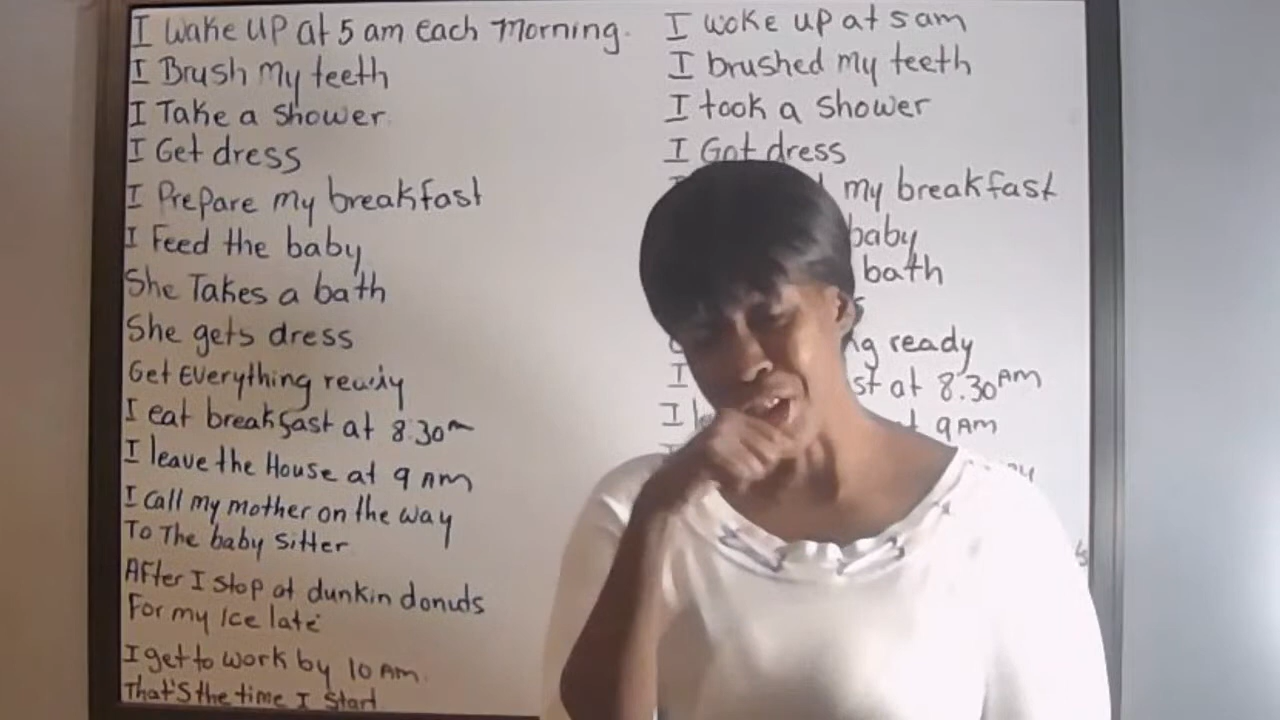 I wake up at 5 am each morning.
I Brush my teeth
I Take a shower.
I Get dress
I Prepare my breakfast
I Feed the baby
She Takes a bath
She gets dress
Get Everything ready
I eat breakfast at 8:30am
I leave the House at 9 AM
I call my mother on the way
To The baby sitter
After I stop at dunkin donuts
For my Ice late
I get to work by 10 AM.
That's the time I start
I woke up at 5 am
I brushed my teeth
I took a shower
I Got dress
my breakfast
baby
bath
ready
I
at 8:30 AM
I
9 AM